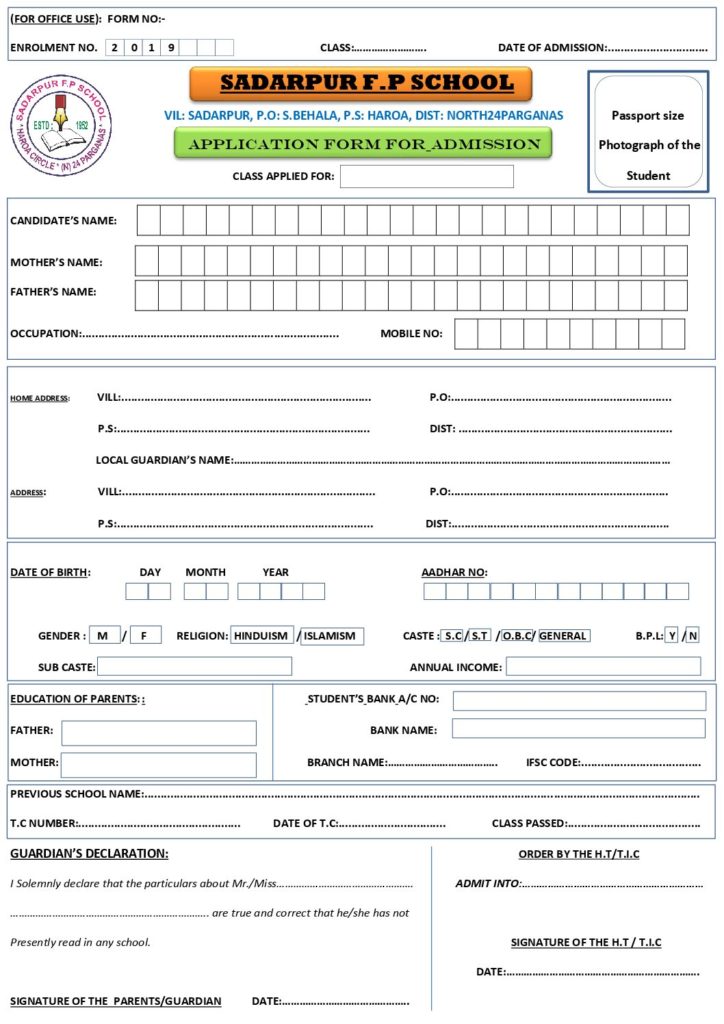 (FOR OFFICE USE): FORM NO:-
ENROLMENT NO. 2 0 1 9 CLASS:......................... DATE OF ADMISSION:................................
SADARPUR F.P SCHOOL
SADARPUR F.P SCHOOL
ESTD : 1952
* HAROA CIRCLE * (N) 24 PARGANAS *
VIL: SADARPUR, P.O: S.BEHALA, P.S: HAROA, DIST: NORTH24PARGANAS
APPLICATION FORM FOR_ADMISSION
CLASS APPLIED FOR:
Passport size
Photograph of the
Student
CANDIDATE'S NAME:
MOTHER'S NAME:
FATHER'S NAME:
OCCUPATION:................................................................................ MOBILE NO:
HOME ADDRESS: VILL:.............................................................................. P.O:.....................................................................
P.S:............................................................................... DIST: ..................................................................
LOCAL GUARDIAN'S NAME:..........................................................................................................................................
ADDRESS: VILL:............................................................................... P.O:....................................................................
P.S:................................................................................ DIST:....................................................................
DATE OF BIRTH: DAY MONTH YEAR AADHAR NO:
GENDER : M / F RELIGION: HINDUISM / ISLAMISM CASTE : S.C / S.T / O.B.C/ GENERAL B.P.L: Y / N
SUB CASTE: ANNUAL INCOME:
EDUCATION OF PARENTS: : _STUDENT'S_BANK_A/C NO:
FATHER: BANK NAME:
MOTHER: BRANCH NAME:.................................... IFSC CODE:.....................................
PREVIOUS SCHOOL NAME:..............................................................................................................................................................................
T.C NUMBER:................................................... DATE OF T.C:.................................. CLASS PASSED:..........................................
GUARDIAN'S DECLARATION: ORDER BY THE H.T/T.I.C
I Solemnly declare that the particulars about Mr./Miss............................................... ADMIT INTO:.........................................................
.................................................................... are true and correct that he/she has not
Presently read in any school. SIGNATURE OF THE H.T / T.I.C
DATE:.............................................................
SIGNATURE OF THE PARENTS/GUARDIAN DATE:.........................................